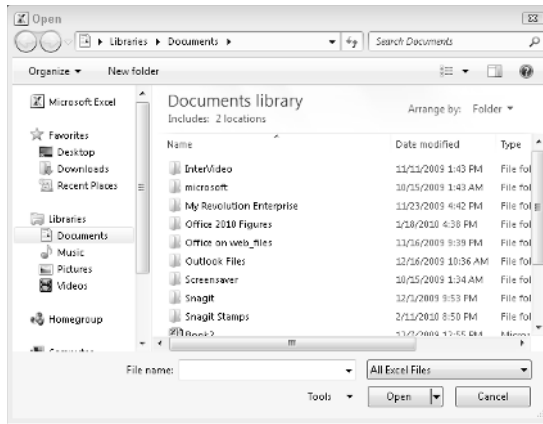 Open
Libraries Documents
Search Documents
Organize New folder
Microsoft Excel
Favorites
Desktop
Downloads
Recent Places
Libraries
Documents
Music
Pictures
Videos
Homegroup
Documents library
Includes: 2 locations
Arrange by: Folder
Name Date modified Type
InterVideo 11/11/2009 1:43 PM File fol
microsoft 10/15/2009 1:43 AM File fol
My Revolution Enterprise 11/23/2009 4:42 PM File fol
Office 2010 Figures 1/18/2010 4:38 PM File fol
Office on web_files 11/16/2009 9:39 PM File fol
Outlook Files 12/16/2009 10:36 AM File fol
Screensaver 10/15/2009 1:34 AM File fol
Snagit 12/1/2009 9:53 PM File fol
Snagit Stamps 2/11/2010 8:50 PM File fol
Book2
File name: All Excel Files
Tools Open Cancel